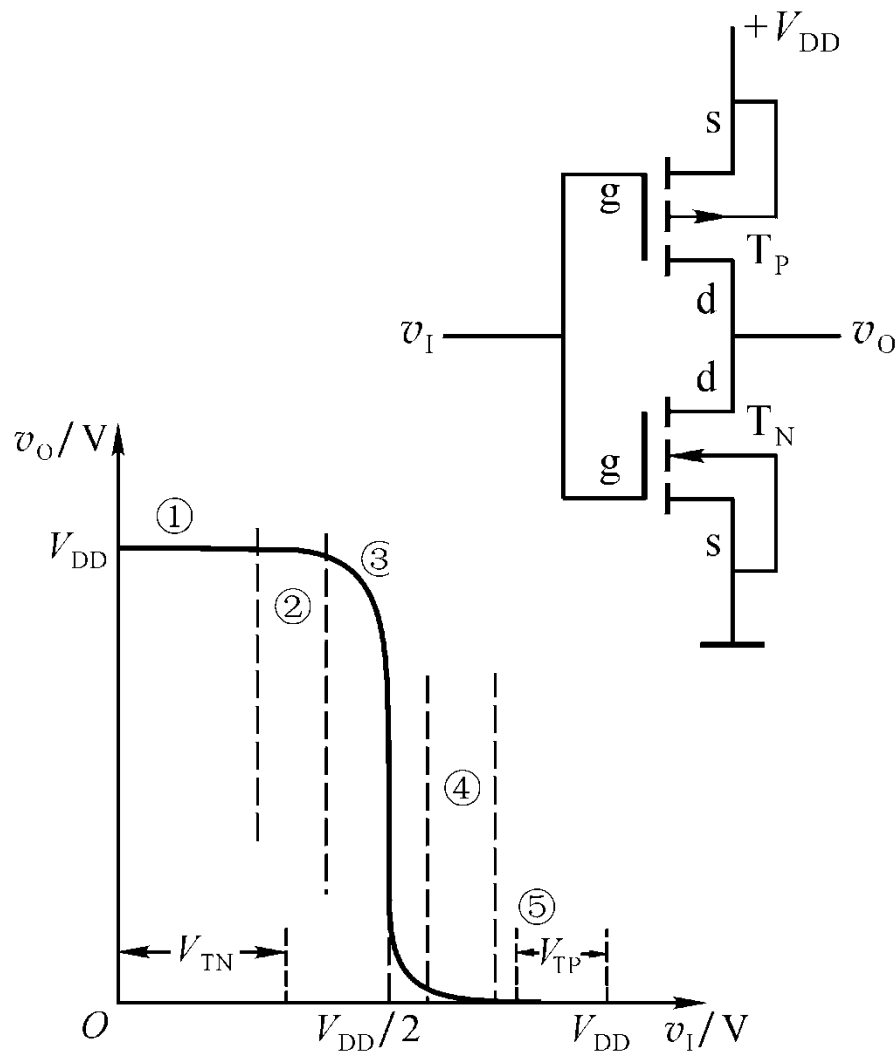 +V_DD
s
g
T_P
d
v_I
v_O
d
T_N
g
s
v_O/V
①
V_DD
③
②
④
⑤
V_TN
V_TP
O
V_DD/2
V_DD
v_I/V